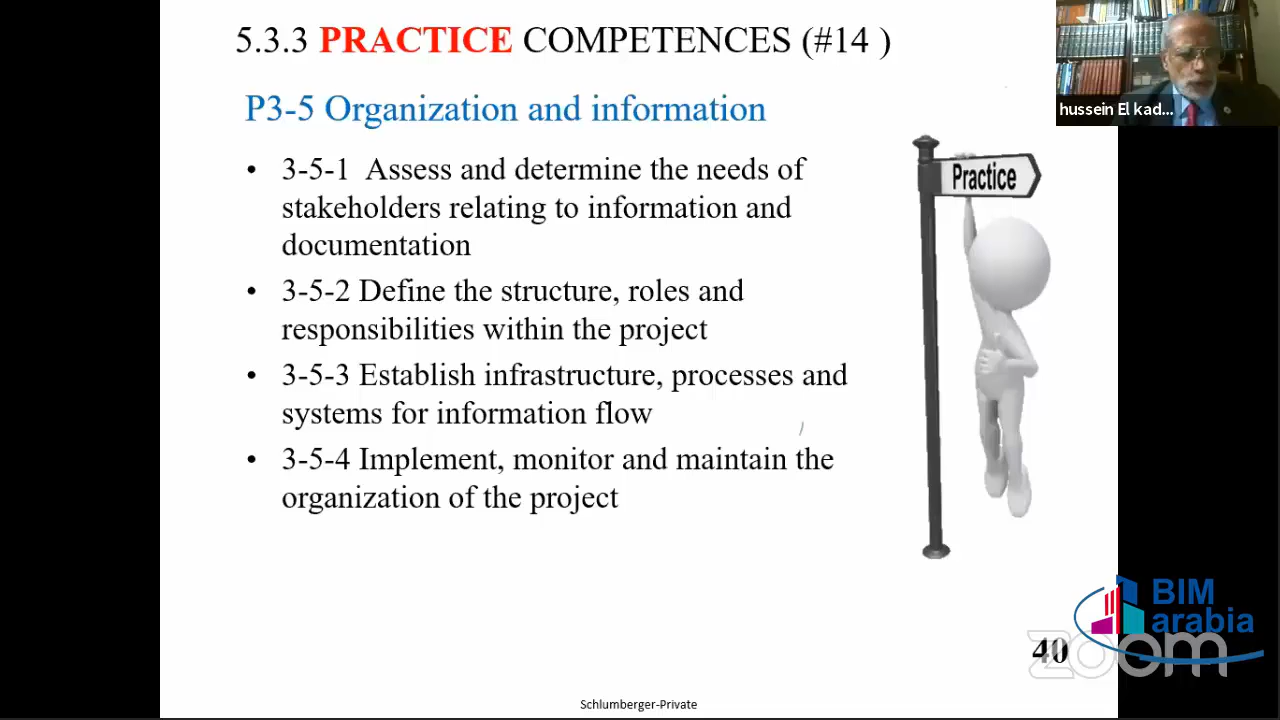 5.3.3 PRACTICE COMPETENCES (#14 )
hussein El kad...
P3-5 Organization and information
• 3-5-1 Assess and determine the needs of
stakeholders relating to information and
documentation
Practice
• 3-5-2 Define the structure, roles and
responsibilities within the project
• 3-5-3 Establish infrastructure, processes and
systems for information flow
• 3-5-4 Implement, monitor and maintain the
organization of the project
BIM
arabia
zoom
40
Schlumberger-Private